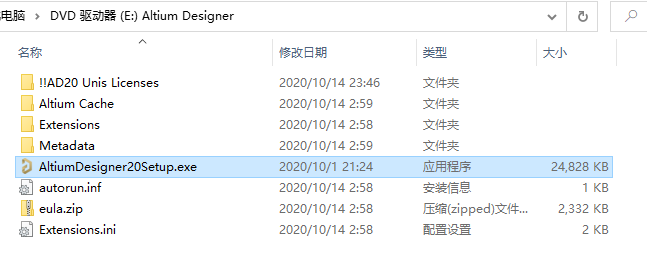 电脑 > DVD 驱动器 (E:) Altium Designer
名称 修改日期 类型 大小
!!AD20 Unis Licenses 2020/10/14 23:46 文件夹
Altium Cache 2020/10/14 2:59 文件夹
Extensions 2020/10/14 2:58 文件夹
Metadata 2020/10/14 2:59 文件夹
AltiumDesigner20Setup.exe 2020/10/1 21:24 应用程序 24,828 KB
autorun.inf 2020/10/14 2:58 安装信息 1 KB
eula.zip 2020/10/14 2:58 压缩(zipped)文件... 2,332 KB
Extensions.ini 2020/10/14 2:58 配置设置 2 KB